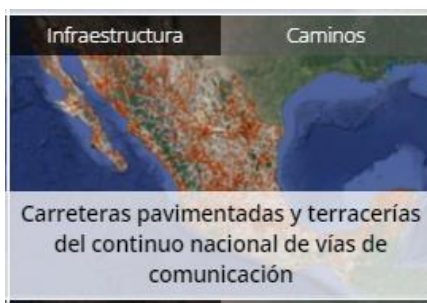 Infraestructura Caminos
Carreteras pavimentadas y terracerías
del continuo nacional de vías de
comunicación